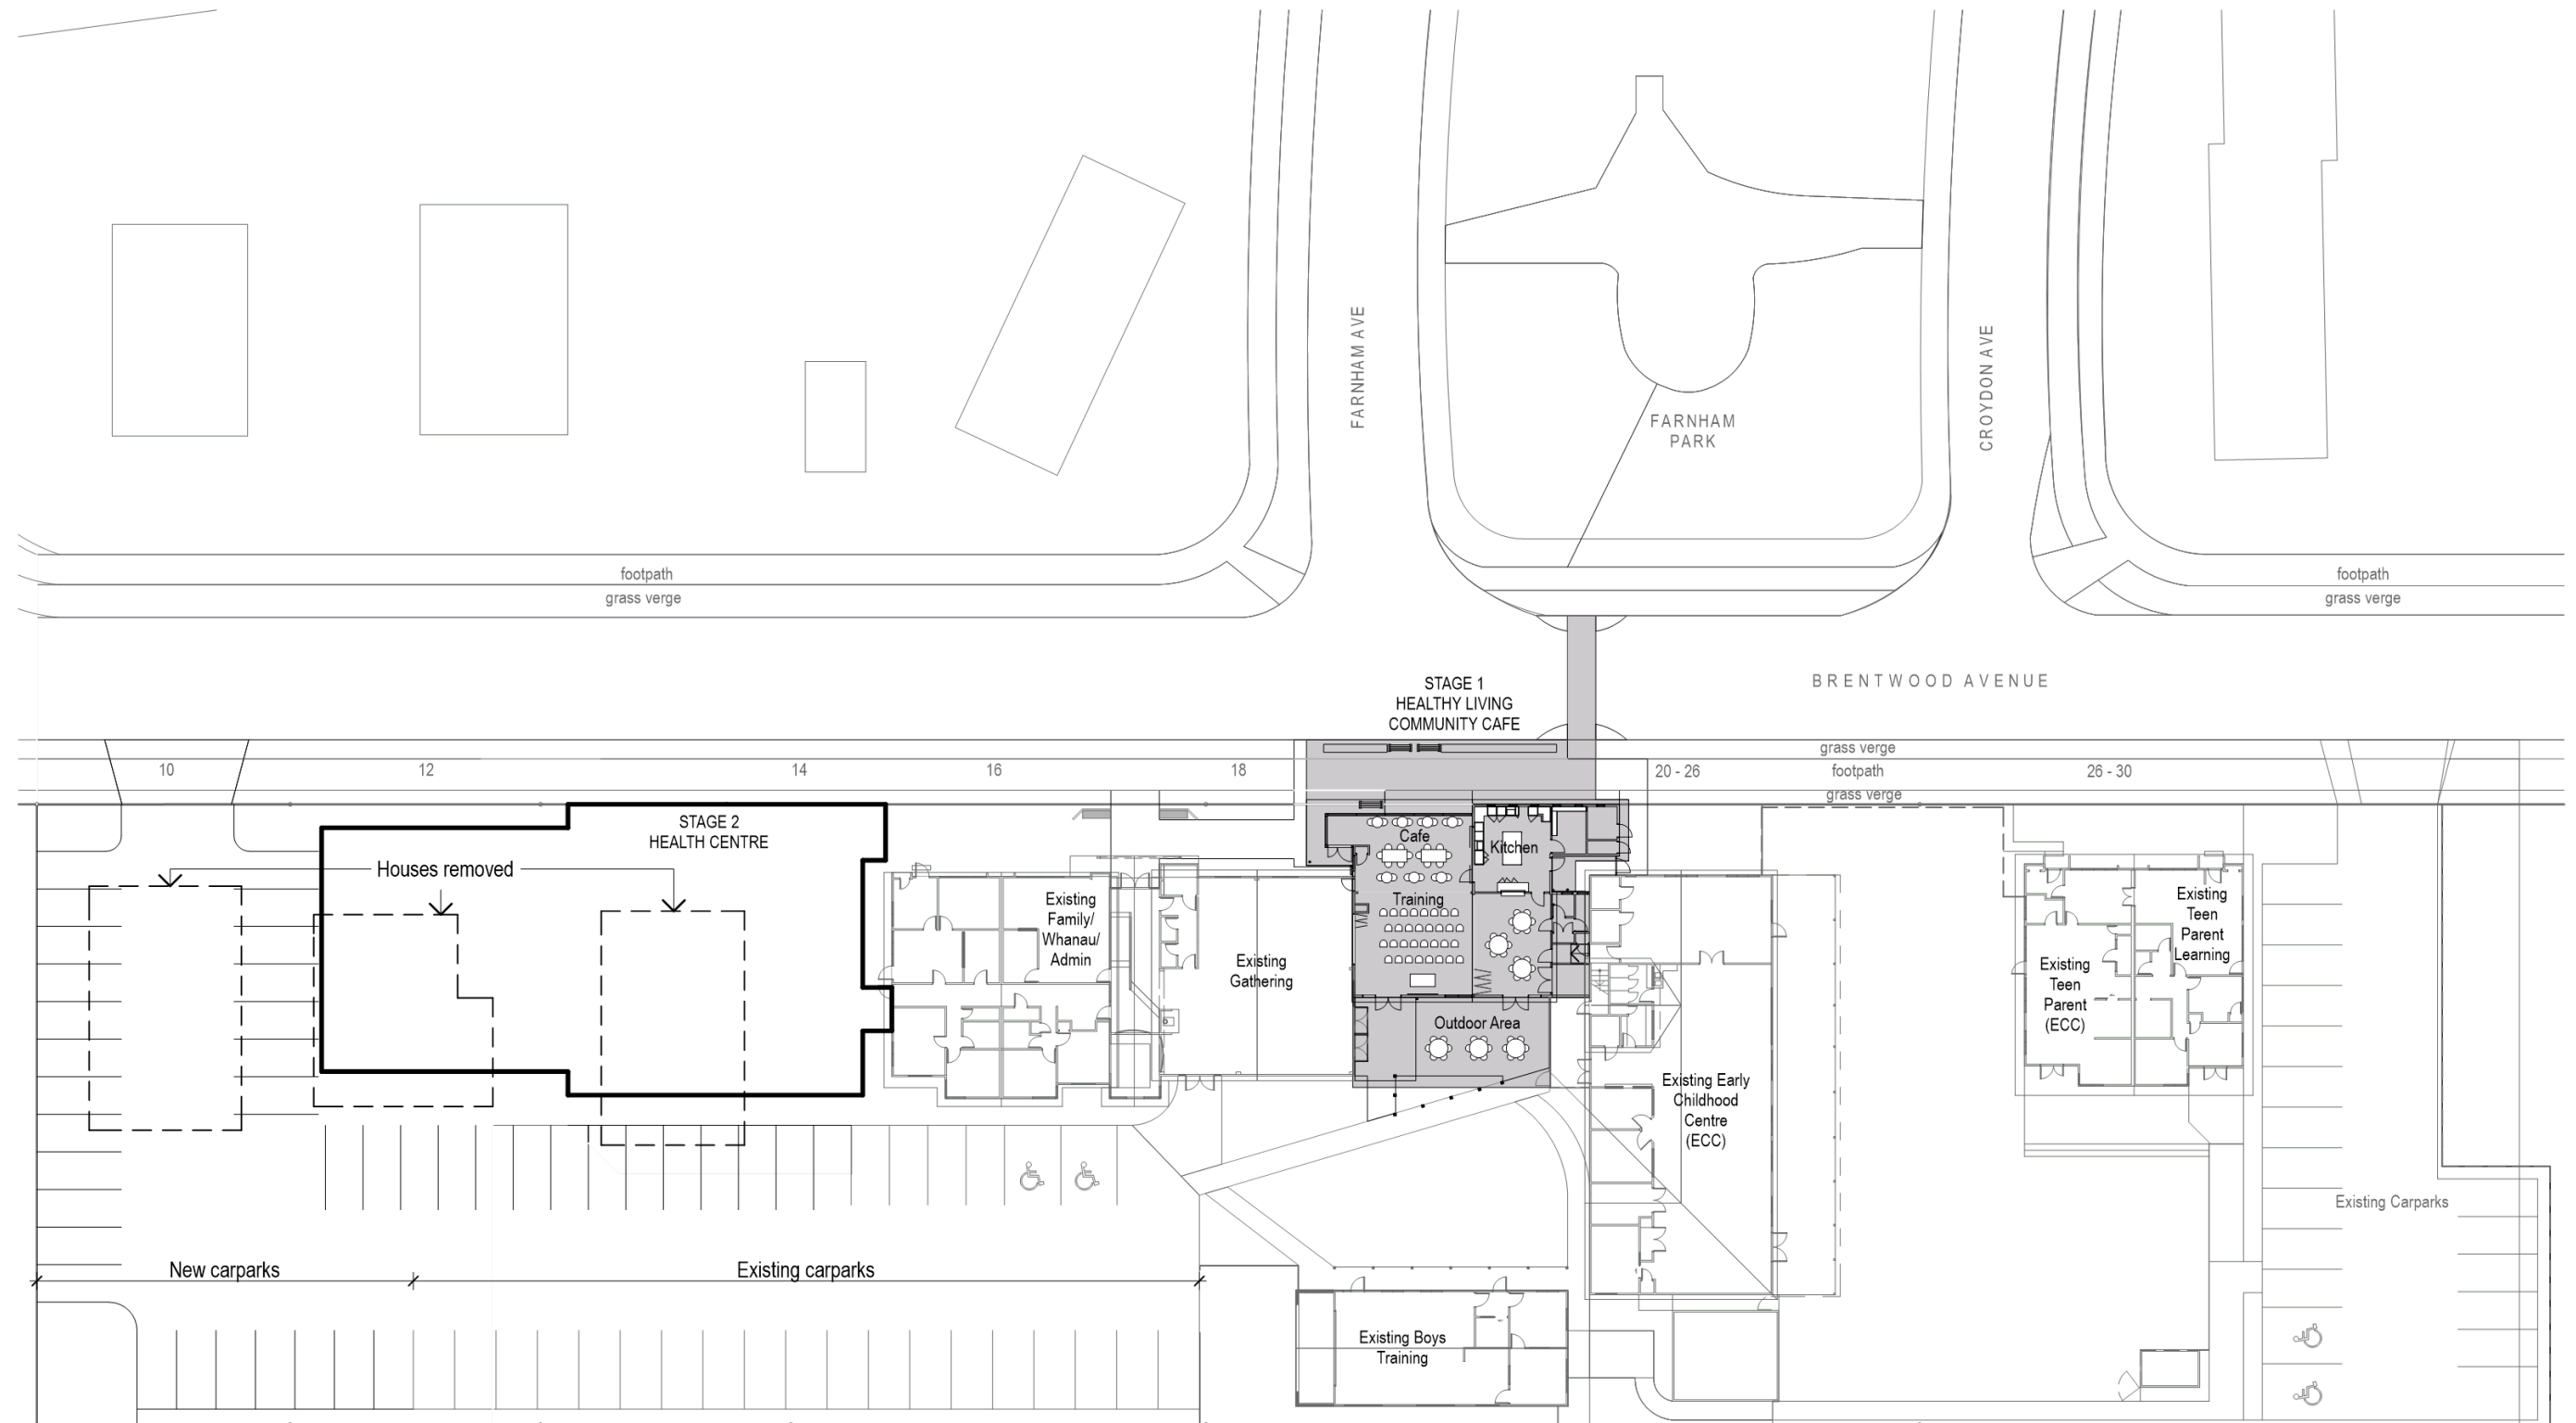 FARNHAM AVE
CROYDON AVE
FARNHAM
PARK
footpath
grass verge
footpath
grass verge
STAGE 1
HEALTHY LIVING
COMMUNITY CAFE
BRENTWOOD AVENUE
grass verge
10
12
14
16
18
20 - 26
footpath
26 - 30
grass verge
STAGE 2
HEALTH CENTRE
Houses removed
Cafe
Kitchen
Training
Existing
Family/
Whanau/
Admin
Existing
Gathering
Existing
Teen
Parent
Learning
Existing
Teen
Parent
(ECC)
Outdoor Area
Existing Early
Childhood
Centre
(ECC)
Existing Carparks
New carparks
Existing carparks
Existing Boys
Training